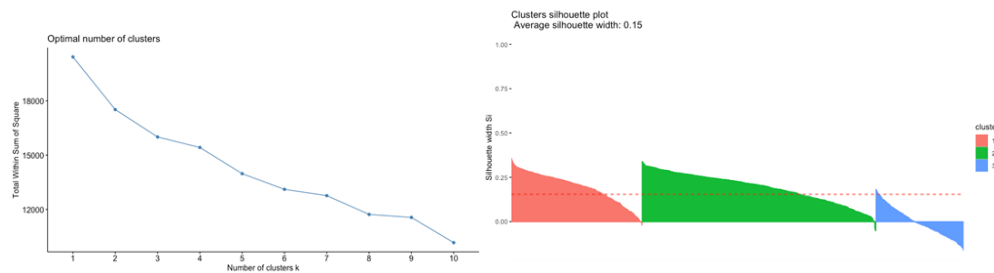 Optimal number of clusters
Total Within Sum of Square
18000
15000
12000
1 2 3 4 5 6 7 8 9 10
Number of clusters k
Clusters silhouette plot
Average silhouette width: 0.15
Silhouette width Si
1.00
0.75
0.50
0.25
0.00
cluste
1